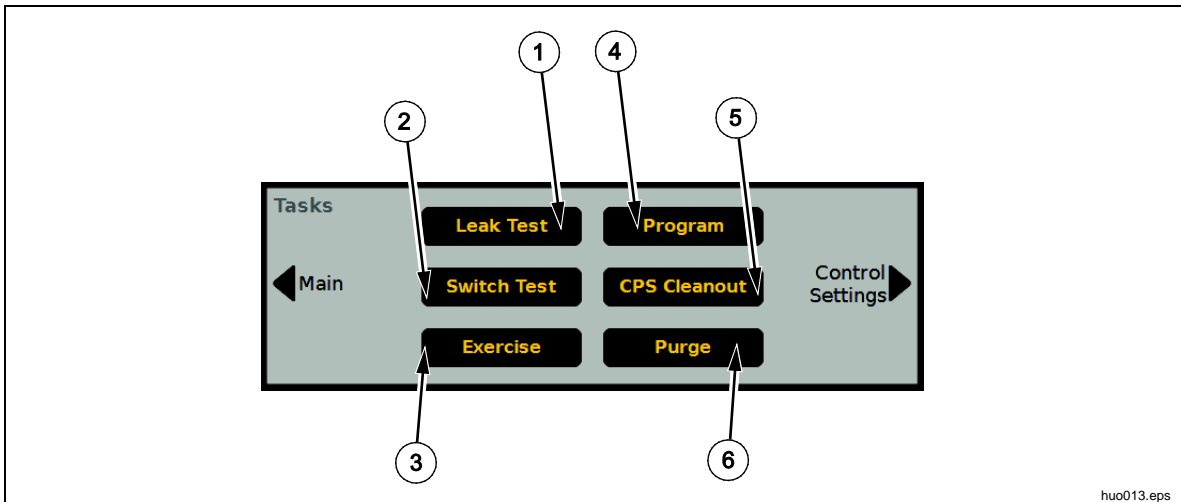 1
4
2
5
Tasks
Leak Test
Program
Main
Switch Test
CPS Cleanout
Control
Settings
Exercise
Purge
3
6
huo013.eps